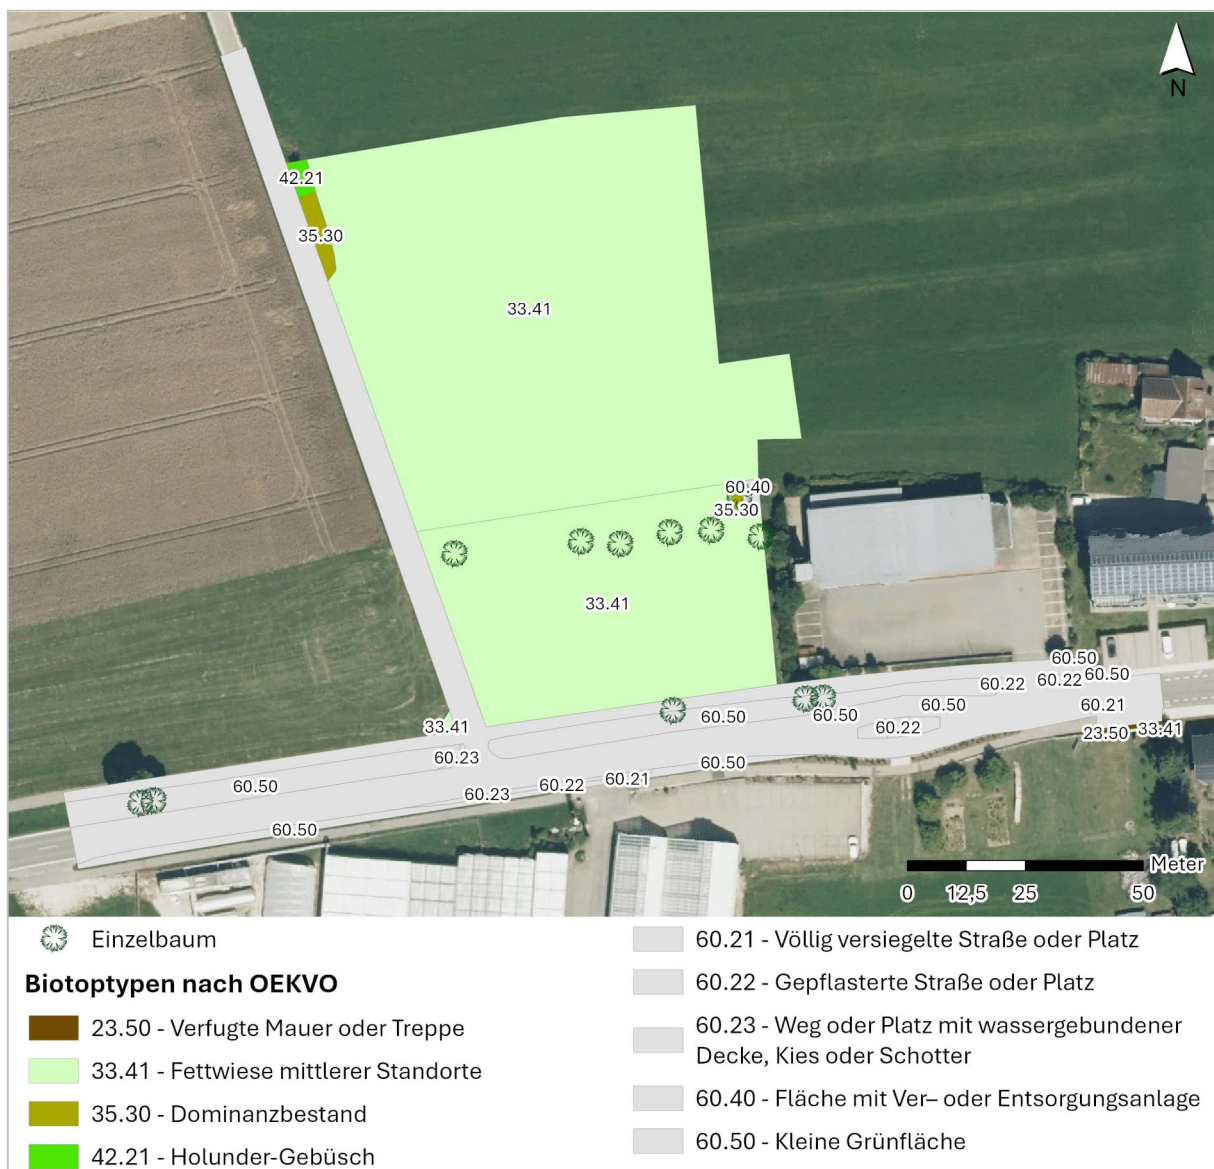 N
42.21
35.30
33.41
60.40
35.30
33.41
60.50
60.22
60.22
60.50
60.50
60.21
33.41
60.50
60.50
60.22
23.50
33.41
60.23
60.50
60.50
60.21
60.22
60.23
60.50
Meter
0 12,5 25 50
Einzelbaum
Biotoptypen nach OEKVO
23.50 - Verfugte Mauer oder Treppe
33.41 - Fettwiese mittlerer Standorte
35.30 - Dominanzbestand
42.21 - Holunder-Gebüsch
60.21 - Völlig versiegelte Straße oder Platz
60.22 - Gepflasterte Straße oder Platz
60.23 - Weg oder Platz mit wassergebundener
Decke, Kies oder Schotter
60.40 - Fläche mit Ver– oder Entsorgungsanlage
60.50 - Kleine Grünfläche